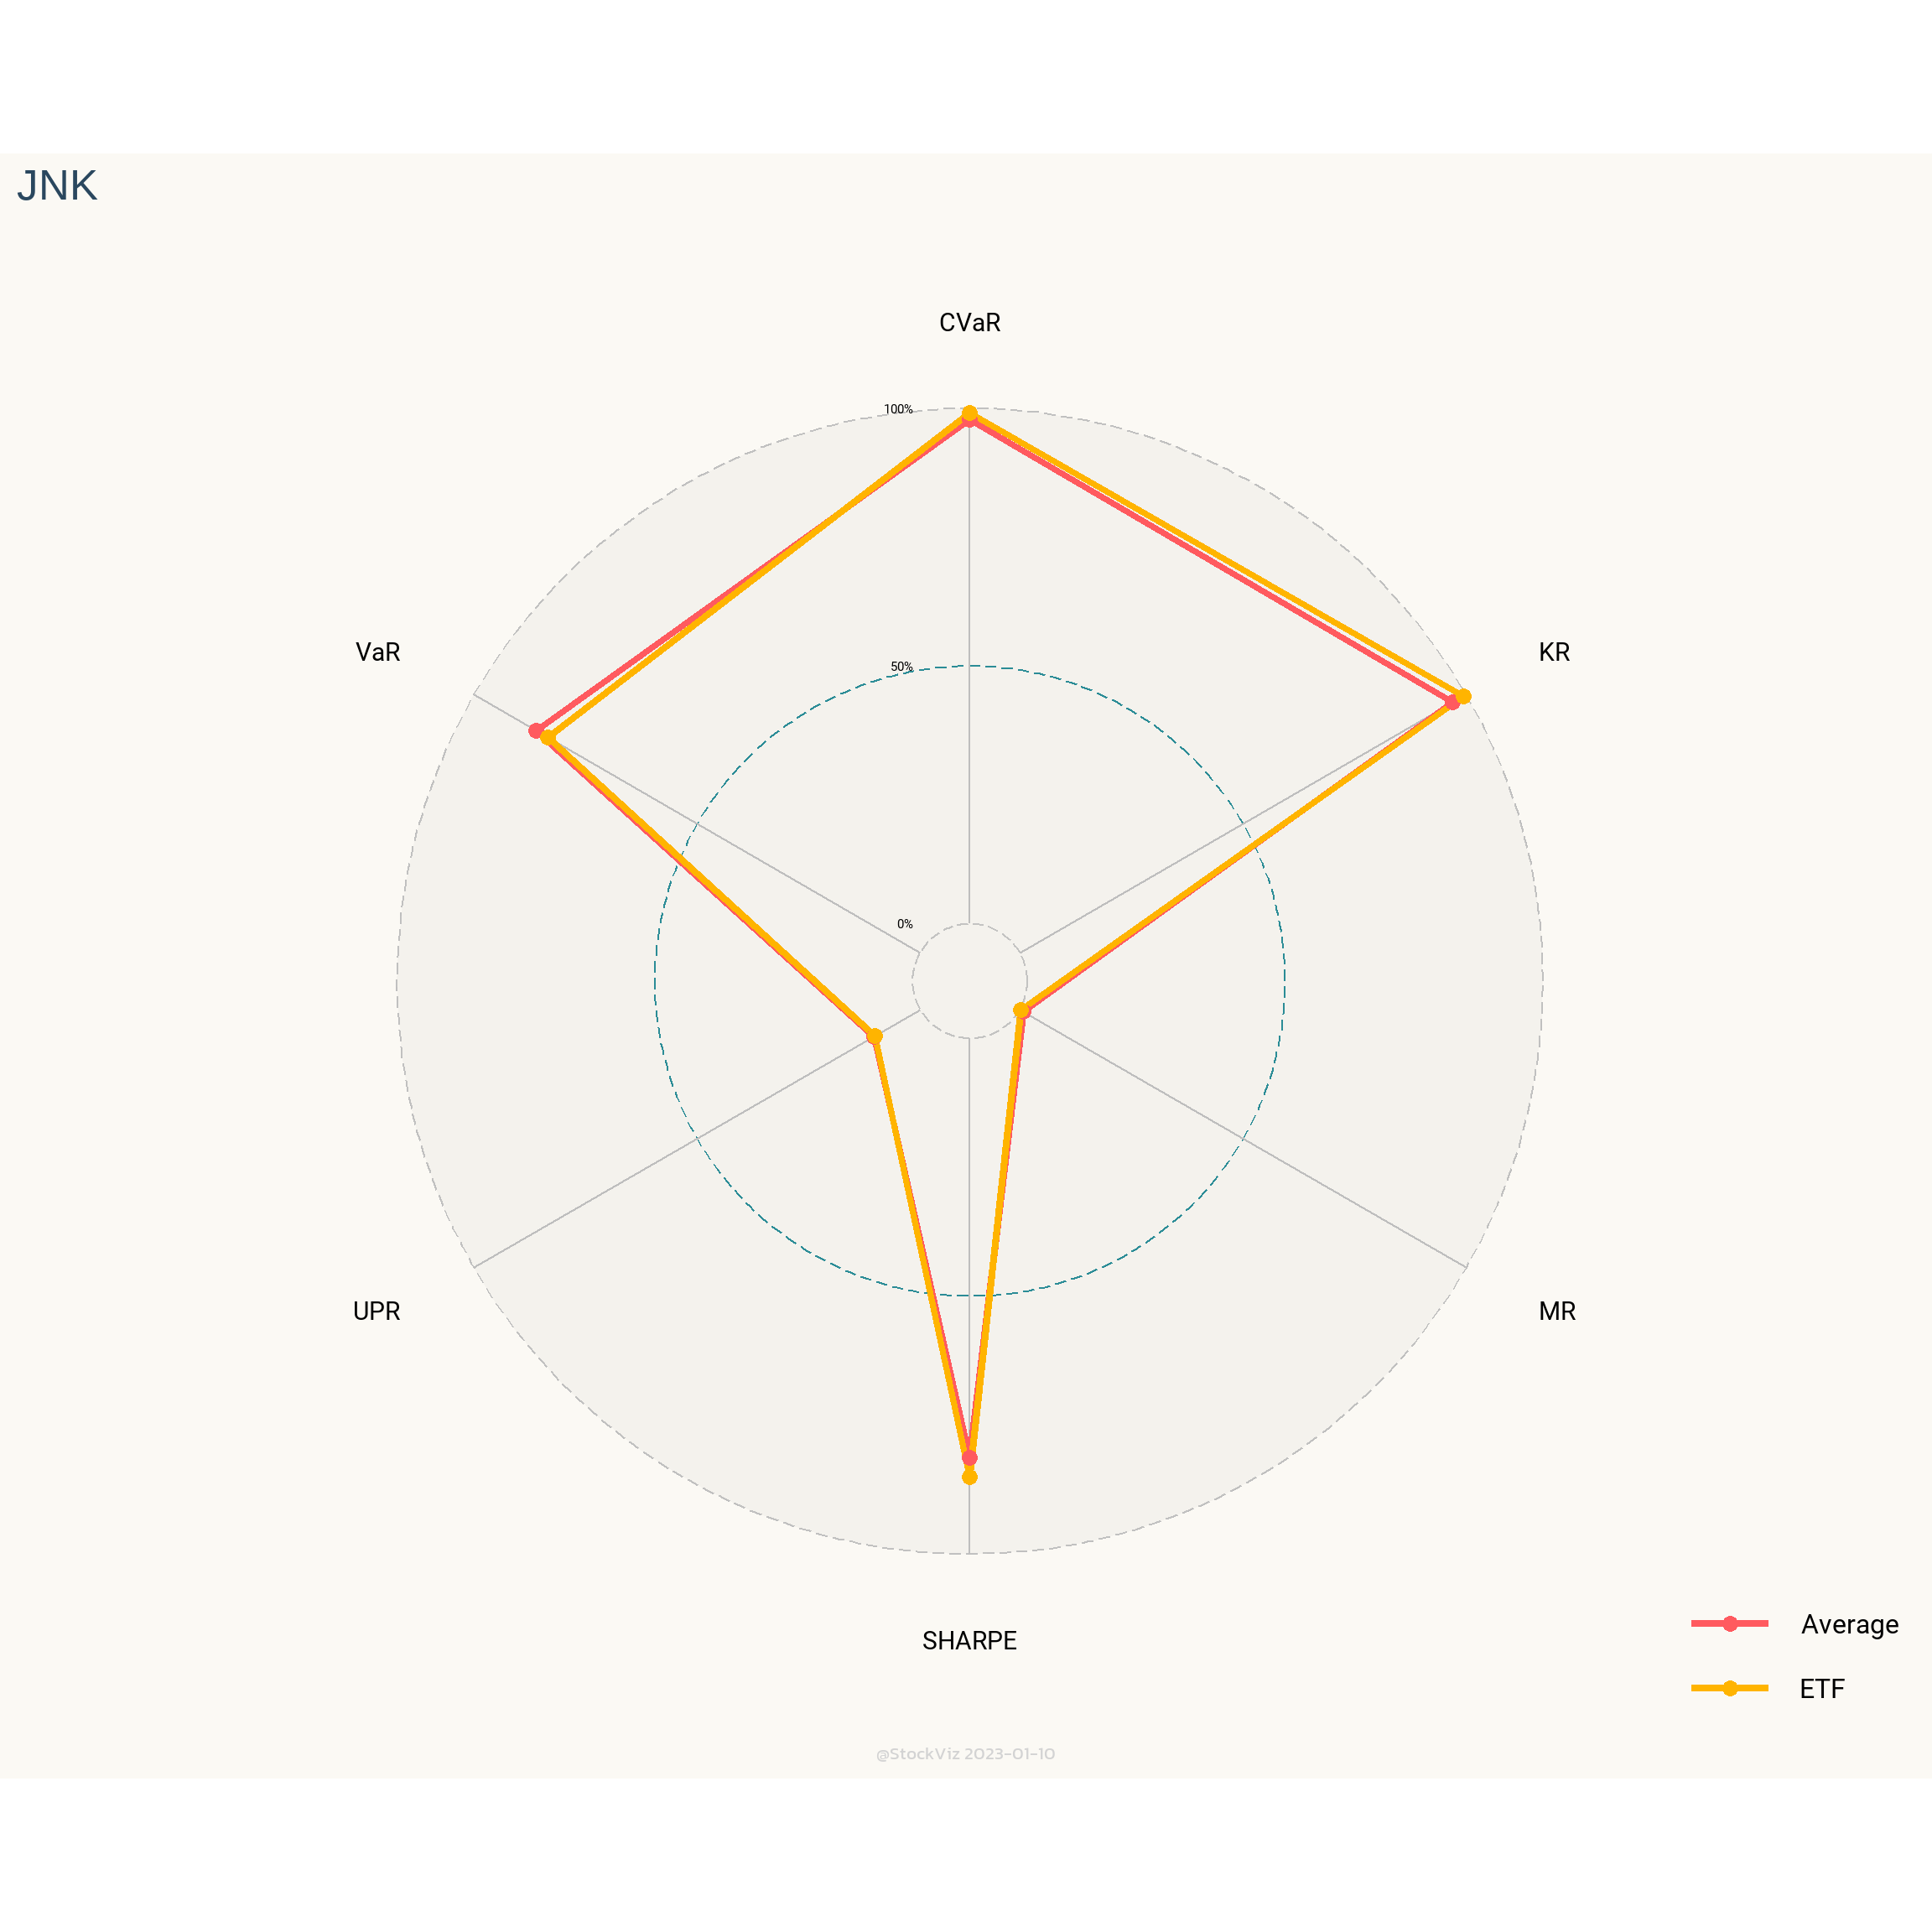 JNK
CVaR
100%
VaR
KR
50%
0%
UPR
MR
SHARPE
Average
ETF
@StockViz 2023-01-10